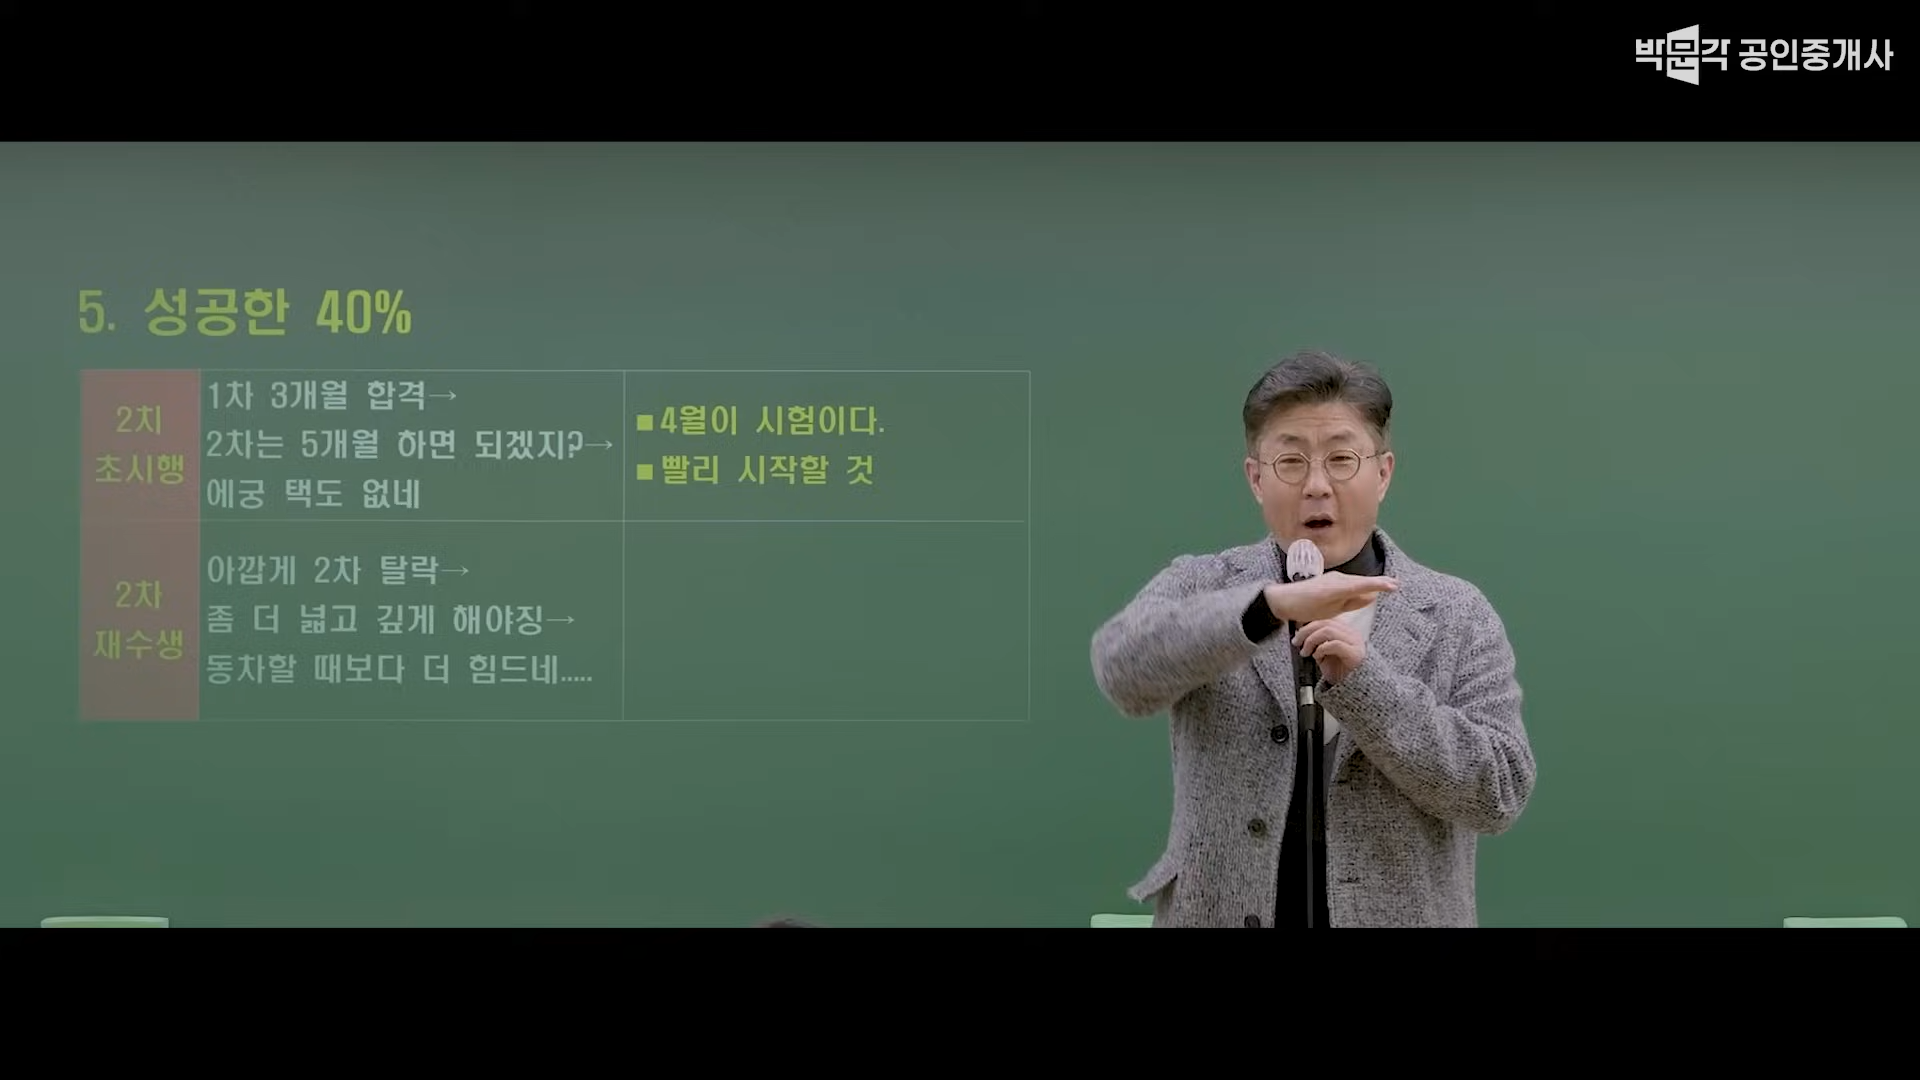 박문각 공인중개사
5. 성공한 40%
2치
초시행
1차 3개월 합격→
2차는 5개월 하면 되겠지?→
에궁 택도 없네
■ 4월이 시험이다.
■ 빨리 시작할 것
2차
재수생
아깝게 2차 탈락→
좀 더 넓고 깊게 해야징→
동차할 때보다 더 힘드네.....